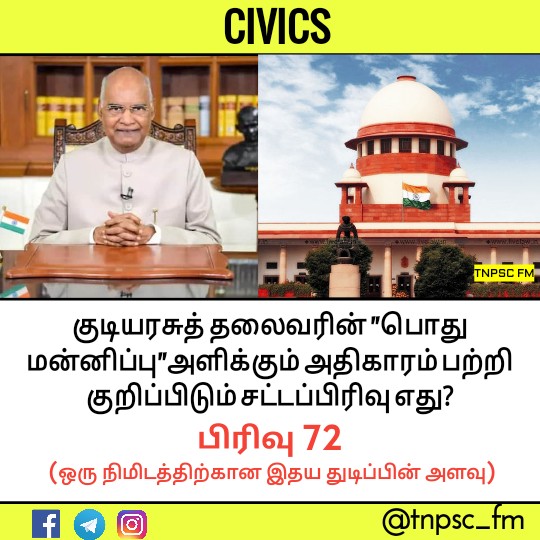 CIVICS
TNPSC FM
குடியரசுத் தலைவரின் "பொது
மன்னிப்பு"அளிக்கும் அதிகாரம் பற்றி
குறிப்பிடும் சட்டப்பிரிவு எது?
பிரிவு 72
(ஒரு நிமிடத்திற்கான இதய துடிப்பின் அளவு)
@tnpsc_fm